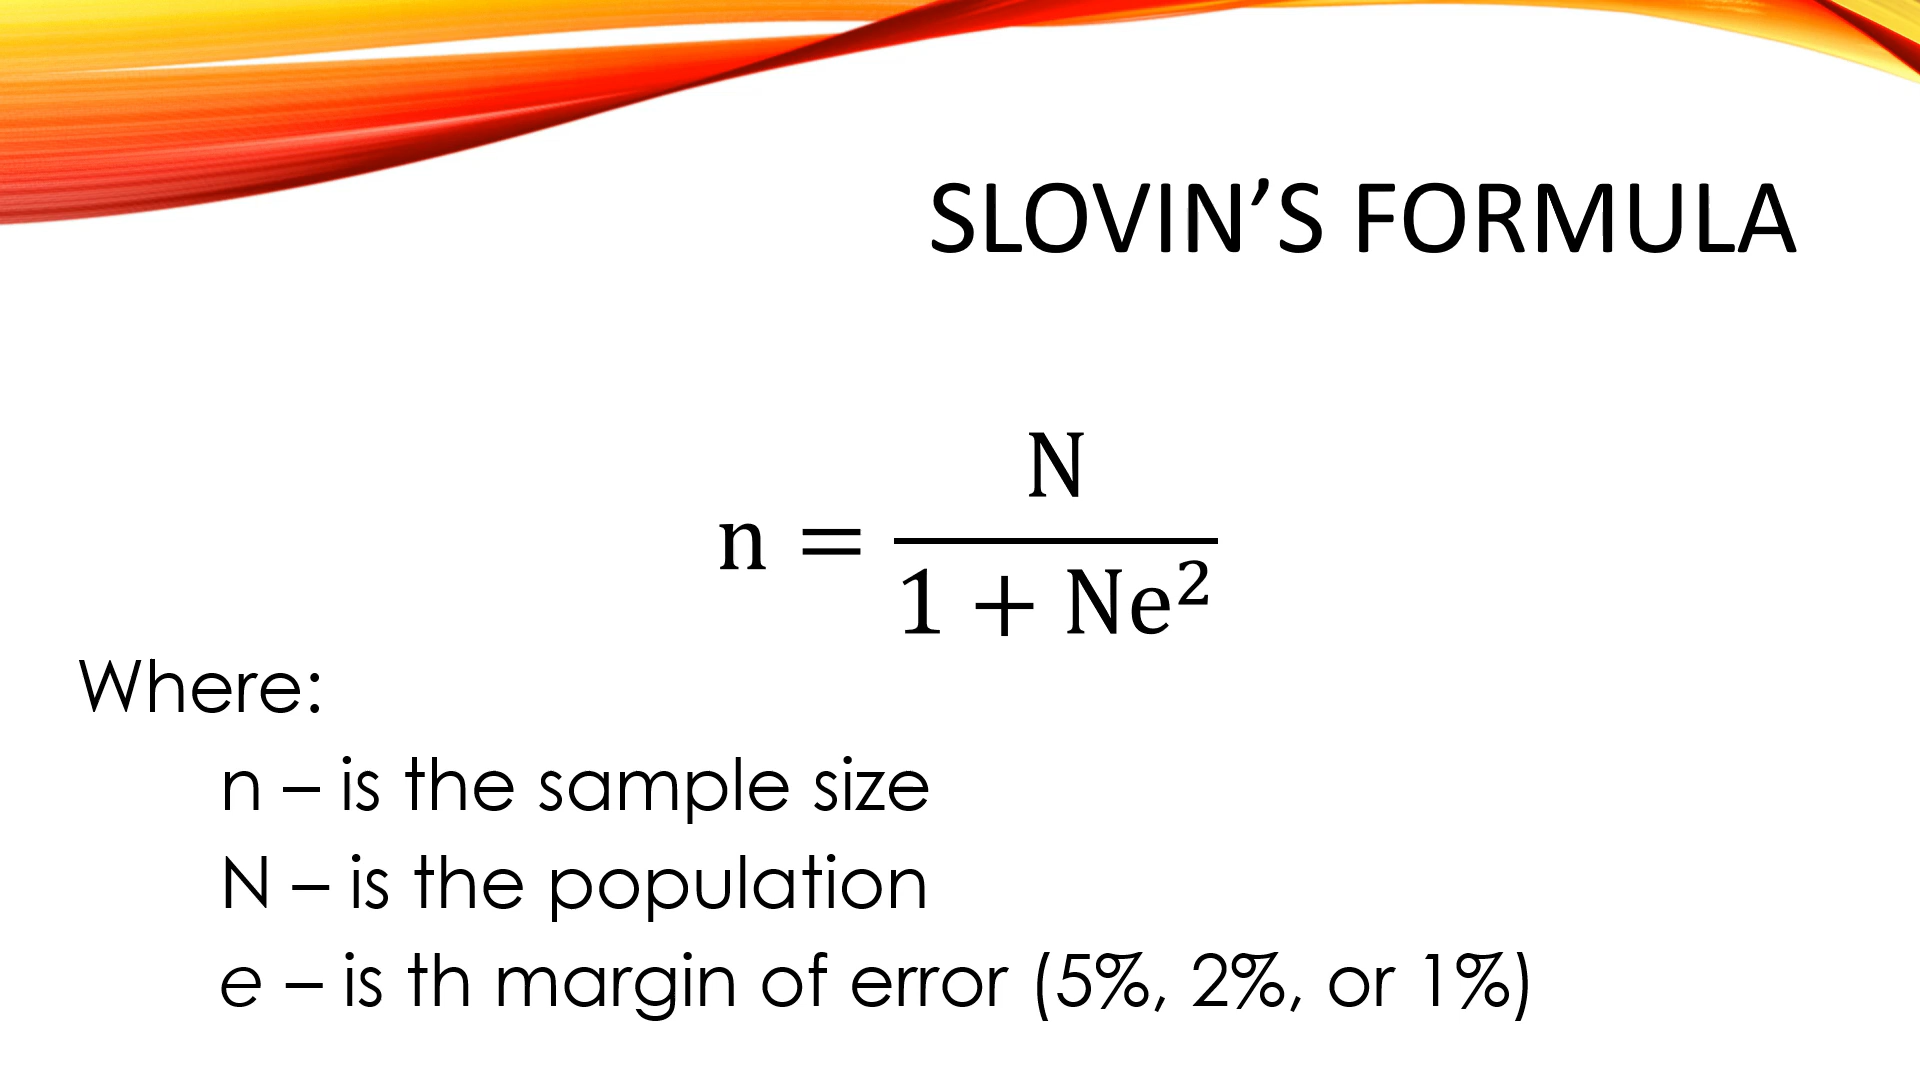 SLOVIN’S FORMULA
n = N / 1 + Ne²
Where:
n – is the sample size
N – is the population
e – is th margin of error (5%, 2%, or 1%)